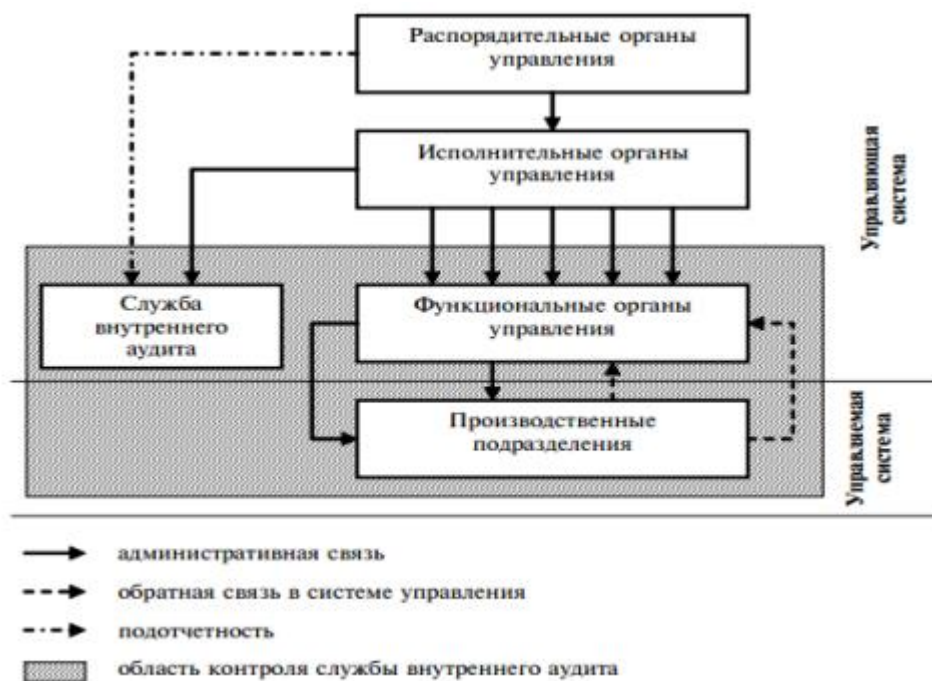 Распорядительные органы
управления
Исполнительные органы
управления
Управляющая
система
Служба
внутреннего
аудита
Функциональные органы
управления
Производственные
подразделения
Управляемая
система
административная связь
обратная связь в системе управления
подотчетность
область контроля службы внутреннего аудита